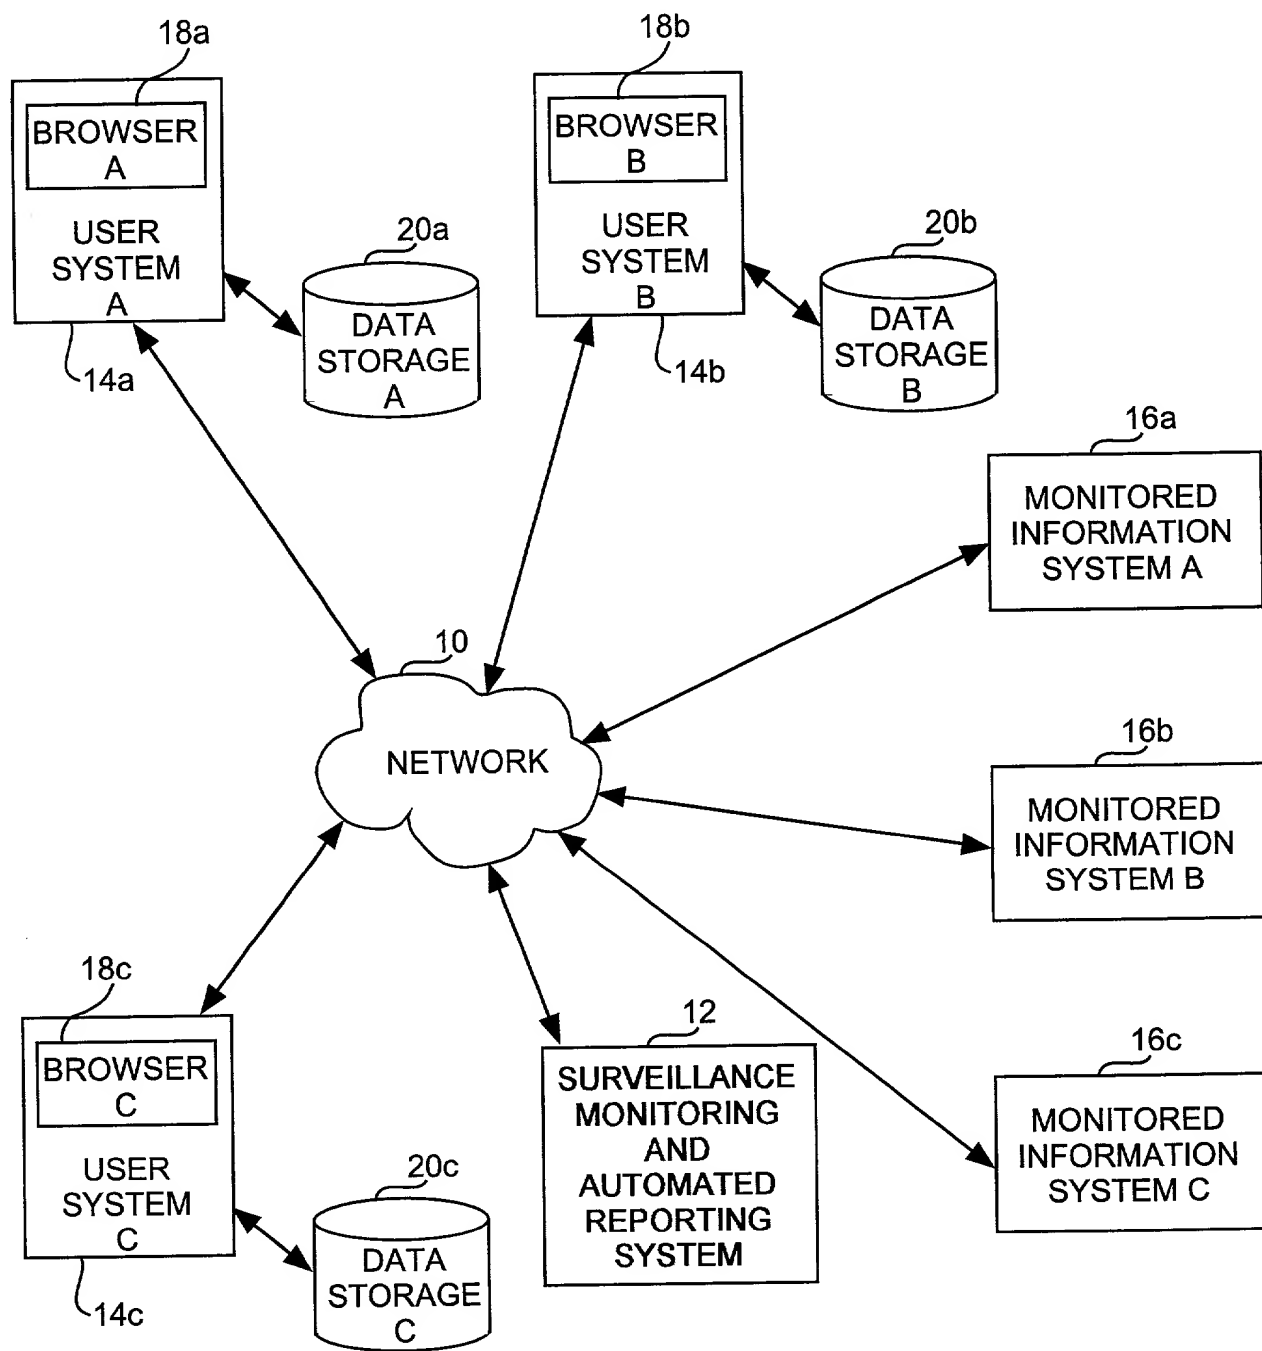 18a
BROWSER
A
USER
SYSTEM
A
14a
20a
DATA
STORAGE
A
18b
BROWSER
B
USER
SYSTEM
B
14b
20b
DATA
STORAGE
B
16a
MONITORED
INFORMATION
SYSTEM A
10
NETWORK
16b
MONITORED
INFORMATION
SYSTEM B
18c
BROWSER
C
USER
SYSTEM
C
14c
20c
DATA
STORAGE
C
12
SURVEILLANCE
MONITORING
AND
AUTOMATED
REPORTING
SYSTEM
16c
MONITORED
INFORMATION
SYSTEM C